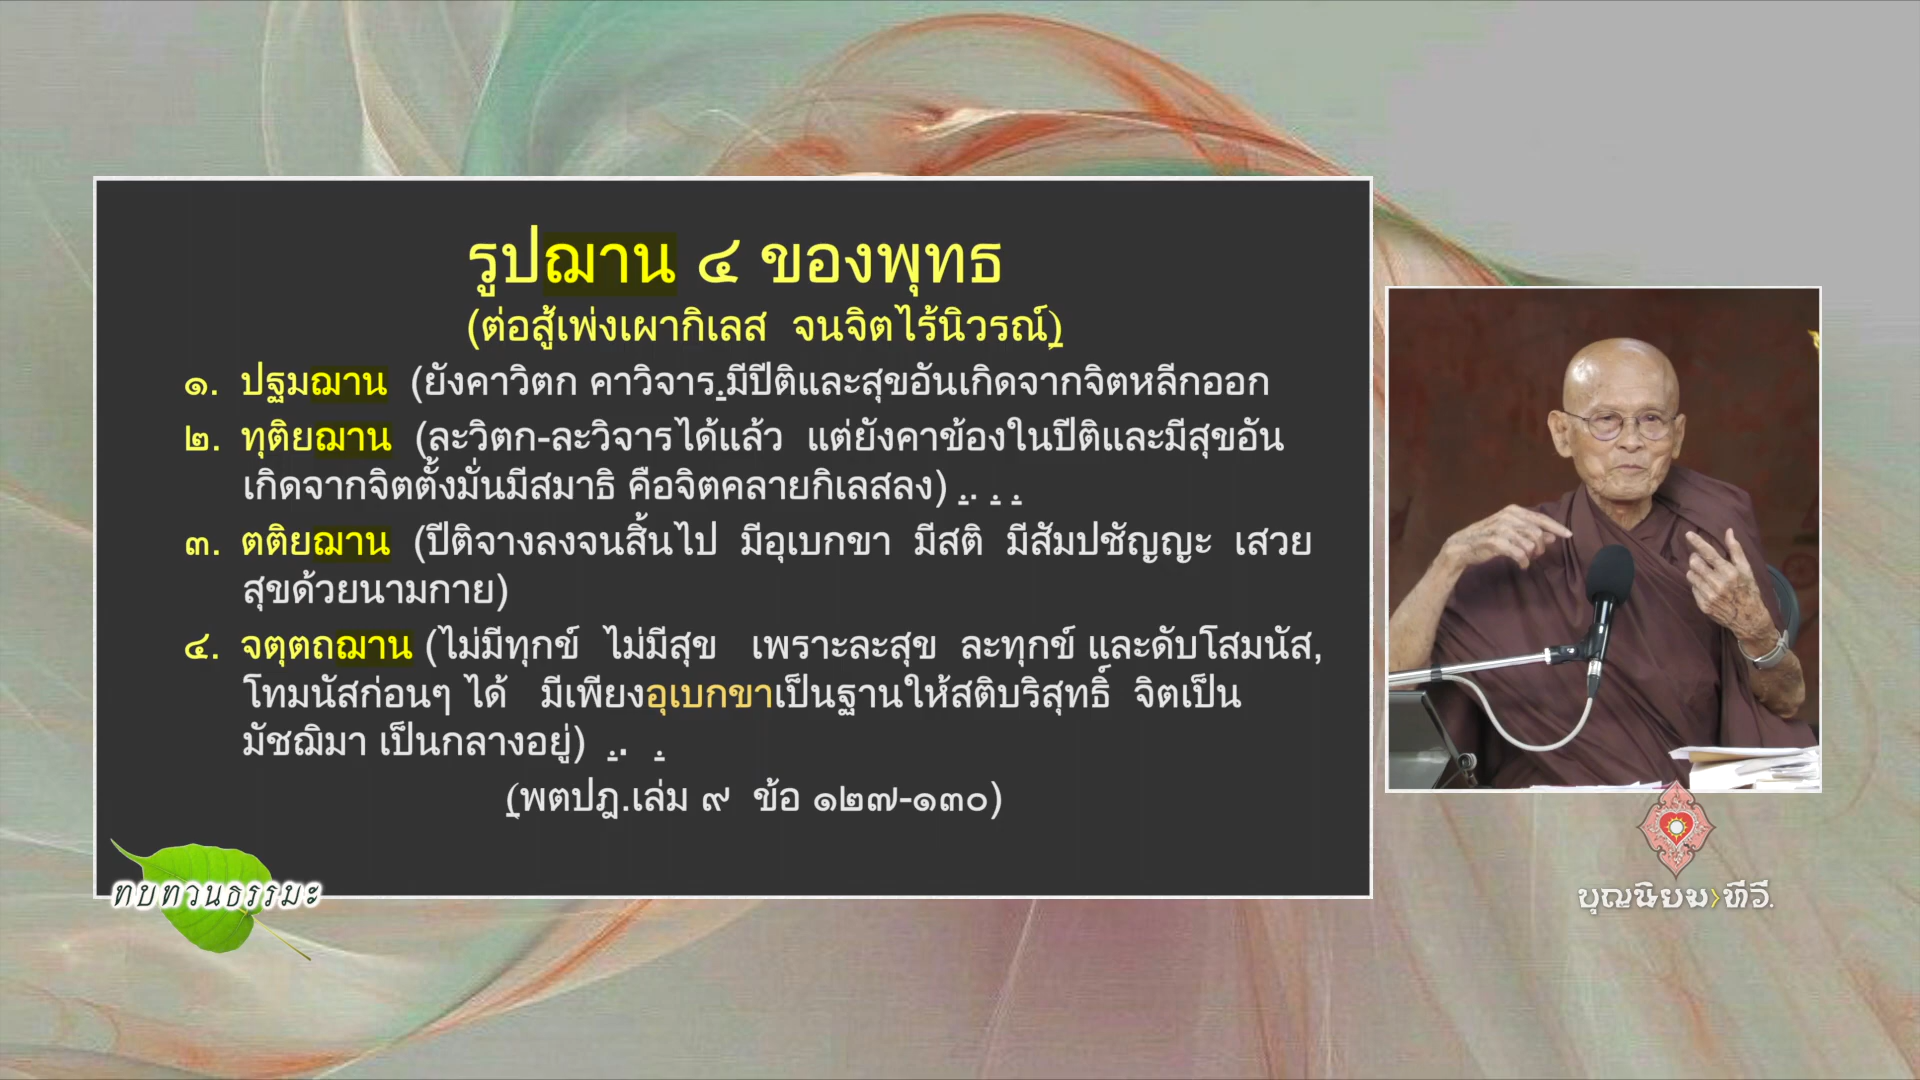 รูปฌาน ๔ ของพุทธ
(ต่อสู้เพ่งเผากิเลส จนจิตไร้นิวรณ์)
๑. ปฐมฌาน (ยังคาวิตก คาวิจาร.มีปีติและสุขอันเกิดจากจิตหลีกออก
๒. ทุติยฌาน (ละวิตก-ละวิจารได้แล้ว แต่ยังคาข้องในปีติและมีสุขอัน
เกิดจากจิตตั้งมั่นมีสมาธิ คือจิตคลายกิเลสลง) .. . .
๓. ตติยฌาน (ปีติจางลงจนสิ้นไป มีอุเบกขา มีสติ มีสัมปชัญญะ เสวย
สุขด้วยนามกาย)
๔. จตุตถฌาน (ไม่มีทุกข์ ไม่มีสุข เพราะละสุข ละทุกข์ และดับโสมนัส,
โทมนัสก่อนๆ ได้ มีเพียงอุเบกขาเป็นฐานให้สติบริสุทธิ์ จิตเป็น
มัชฌิมา เป็นกลางอยู่) .. .
(พตปฎ.เล่ม ๙ ข้อ ๑๒๗-๑๓๐)
ทบทวนธรรมะ
บุญนิยม>ทีวี.